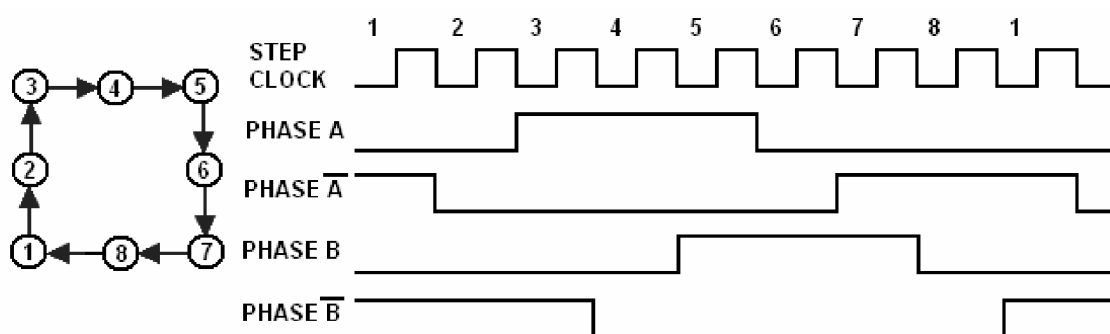 1 2 3 4 5 6 7 8 1
STEP
CLOCK
3 4 5
PHASE A
2 6
PHASE A̅
1 8 7
PHASE B
PHASE B̅